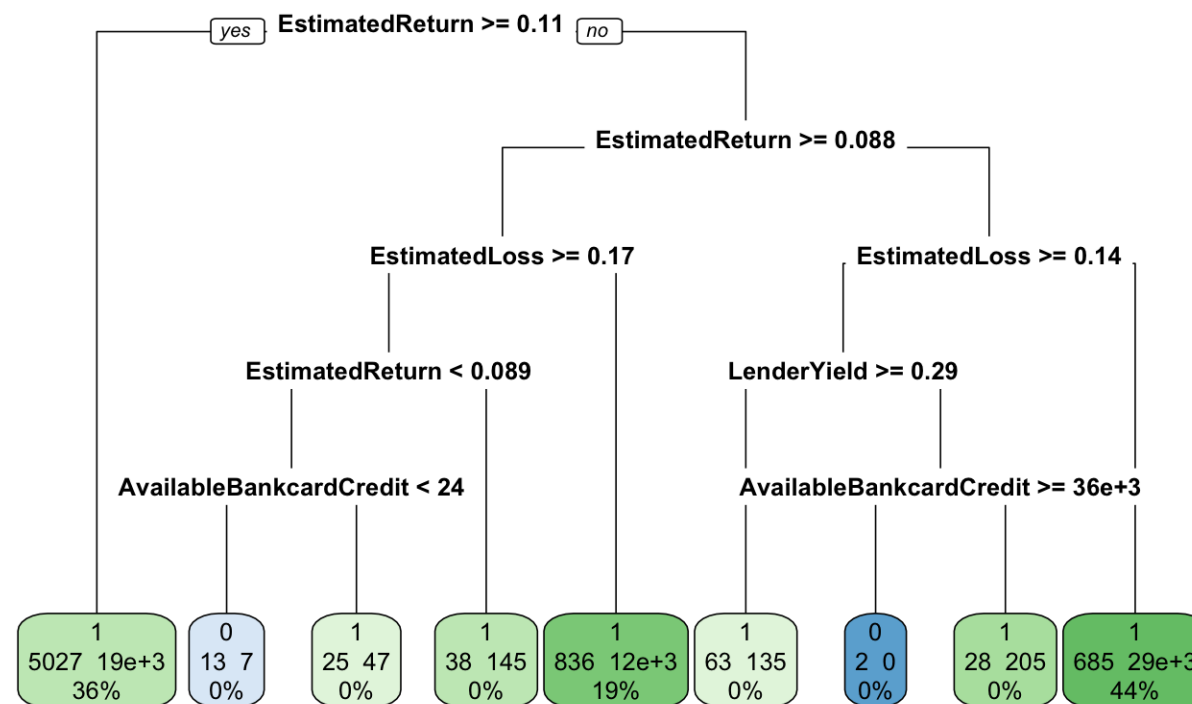 yes EstimatedReturn >= 0.11 no
EstimatedReturn >= 0.088
EstimatedLoss >= 0.17
EstimatedLoss >= 0.14
EstimatedReturn < 0.089
LenderYield >= 0.29
AvailableBankcardCredit < 24
AvailableBankcardCredit >= 36e+3
1
5027 19e+3
36%
0
13 7
0%
1
25 47
0%
1
38 145
0%
1
836 12e+3
19%
1
63 135
0%
0
2 0
0%
1
28 205
0%
1
685 29e+3
44%